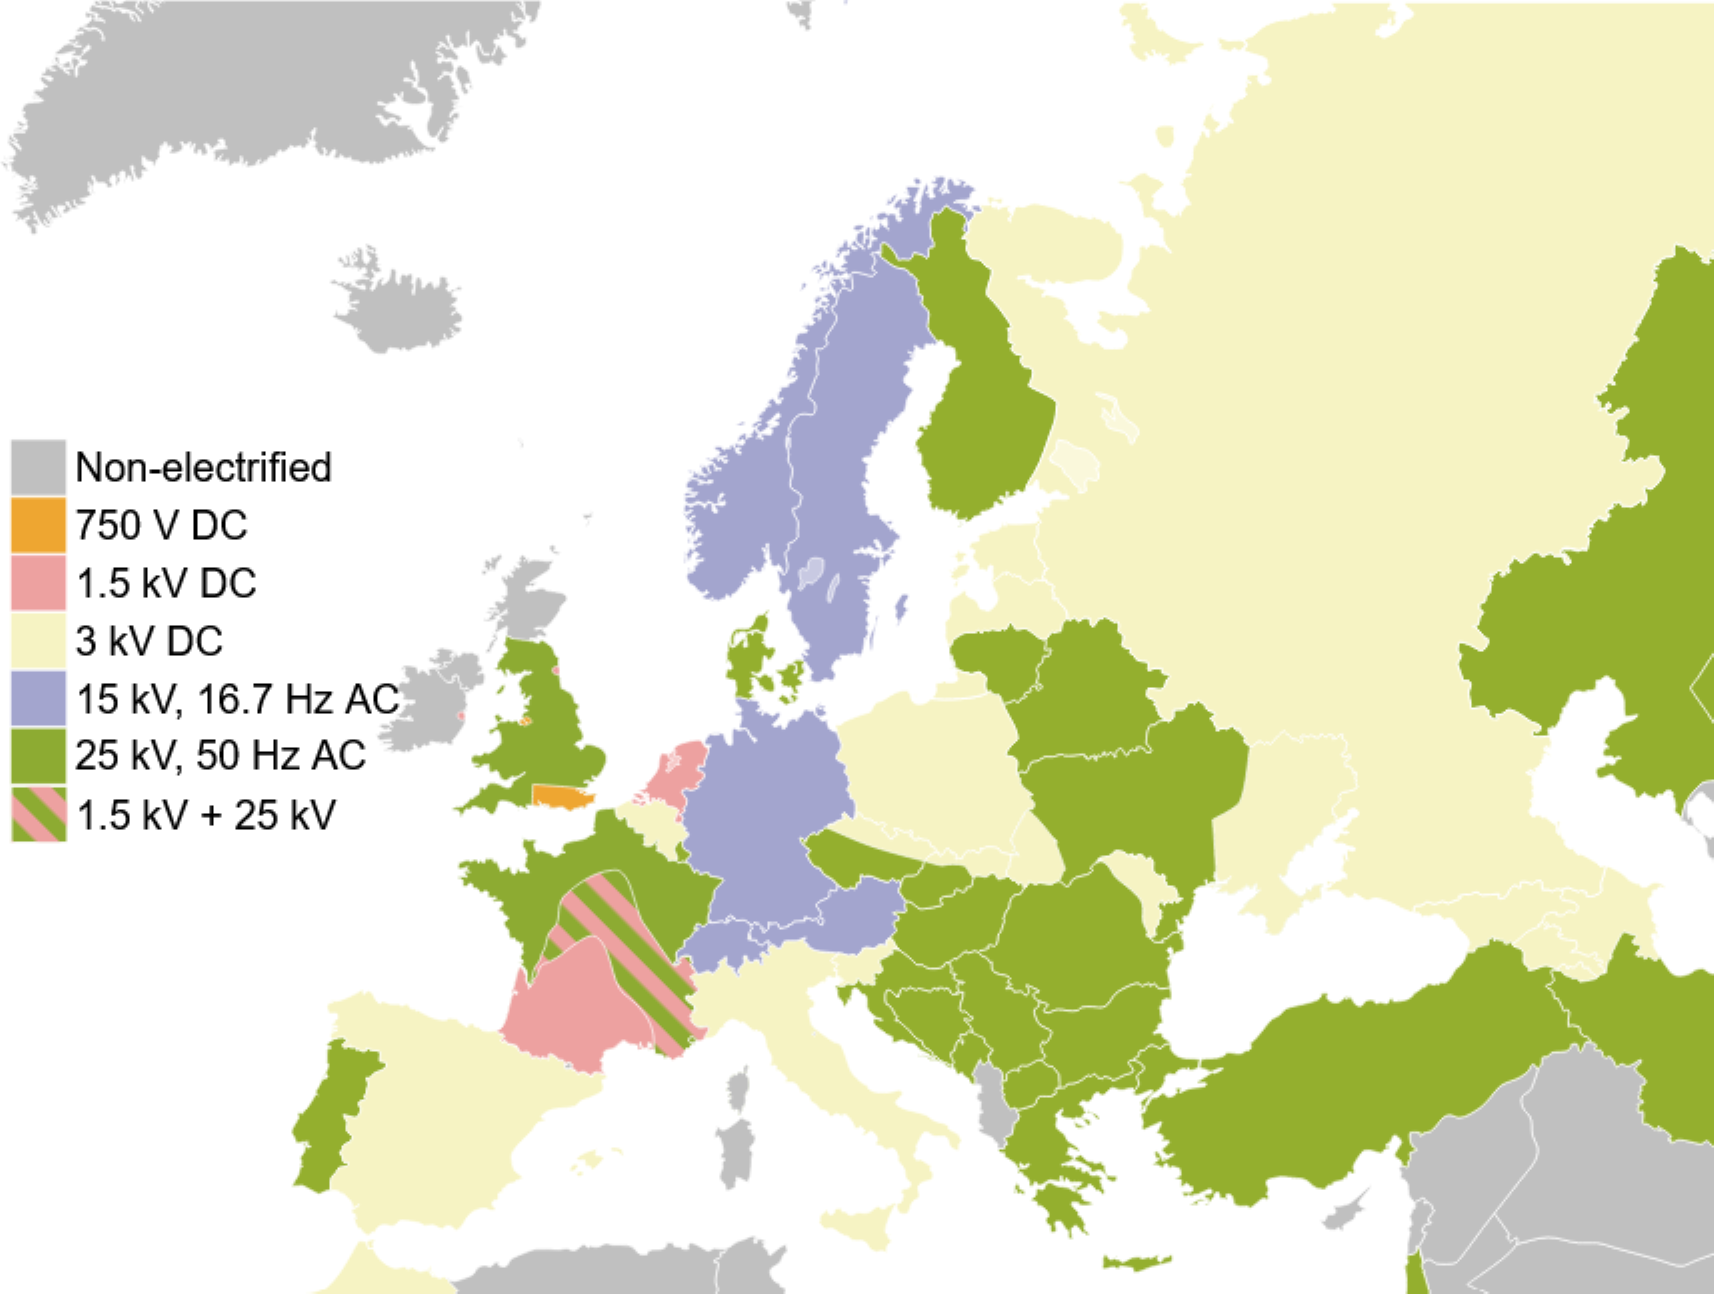 Non-electrified
750 V DC
1.5 kV DC
3 kV DC
15 kV, 16.7 Hz AC
25 kV, 50 Hz AC
1.5 kV + 25 kV